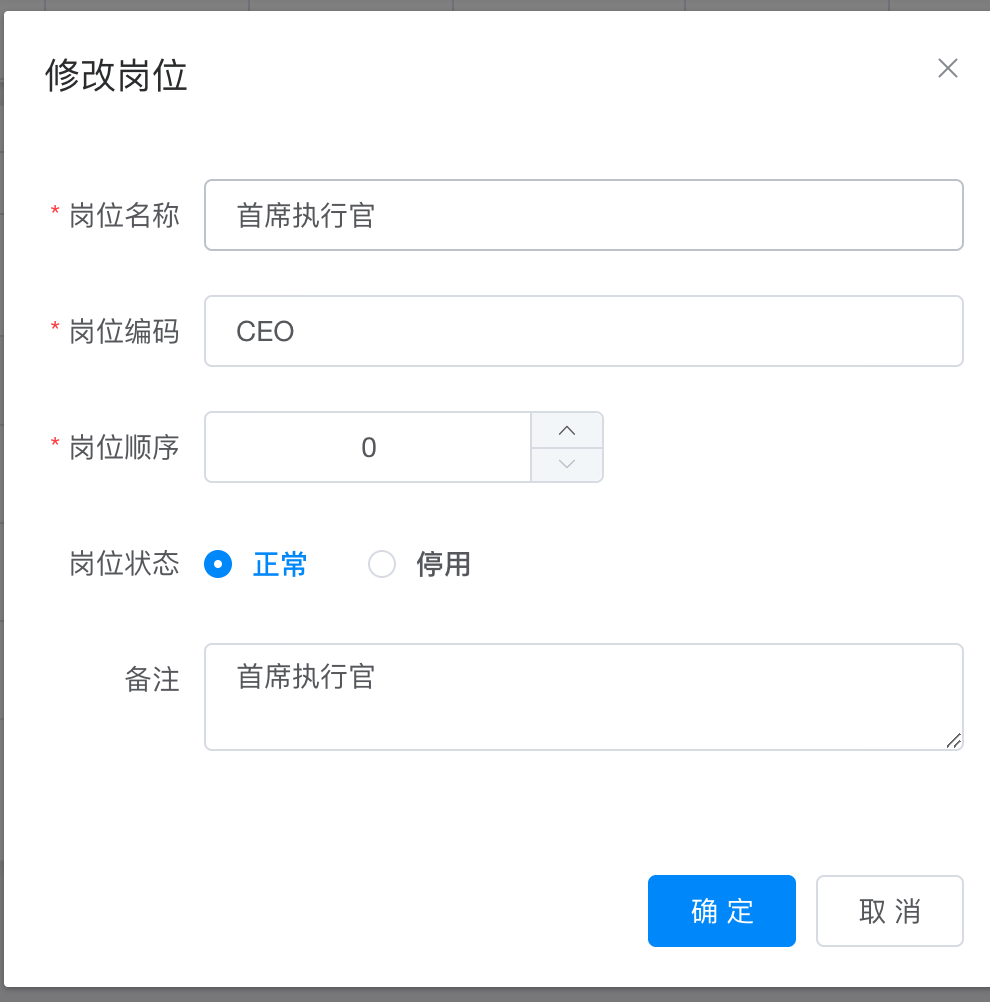 修改岗位
* 岗位名称 首席执行官
* 岗位编码 CEO
* 岗位顺序 0
岗位状态 正常 停用
备注 首席执行官
确 定 取 消